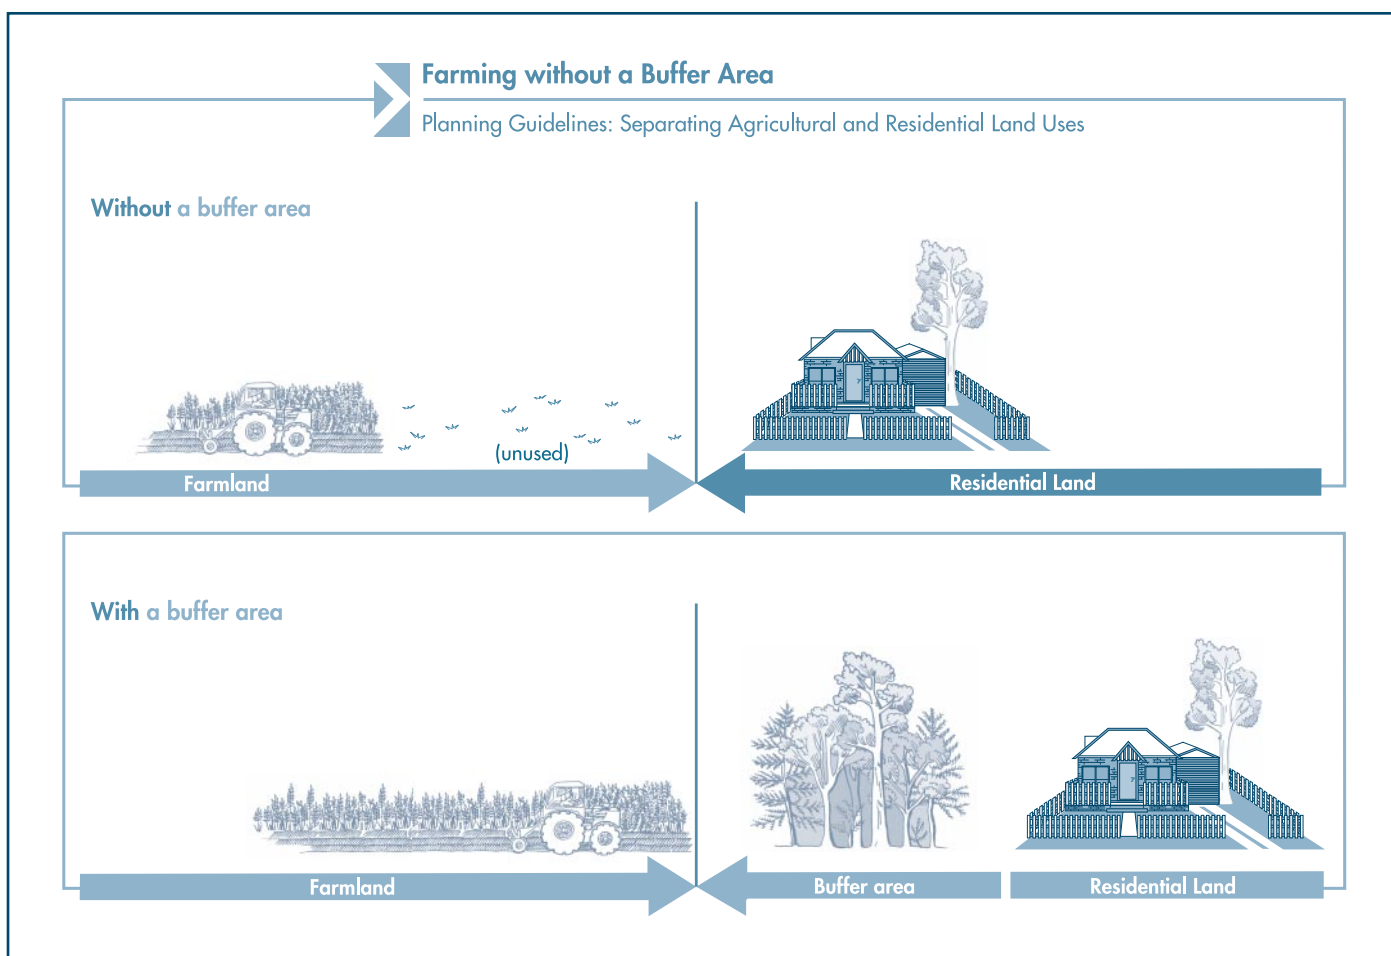 Farming without a Buffer Area
Planning Guidelines: Separating Agricultural and Residential Land Uses
Without a buffer area
(unused)
Farmland
Residential Land
With a buffer area
Farmland
Buffer area
Residential Land